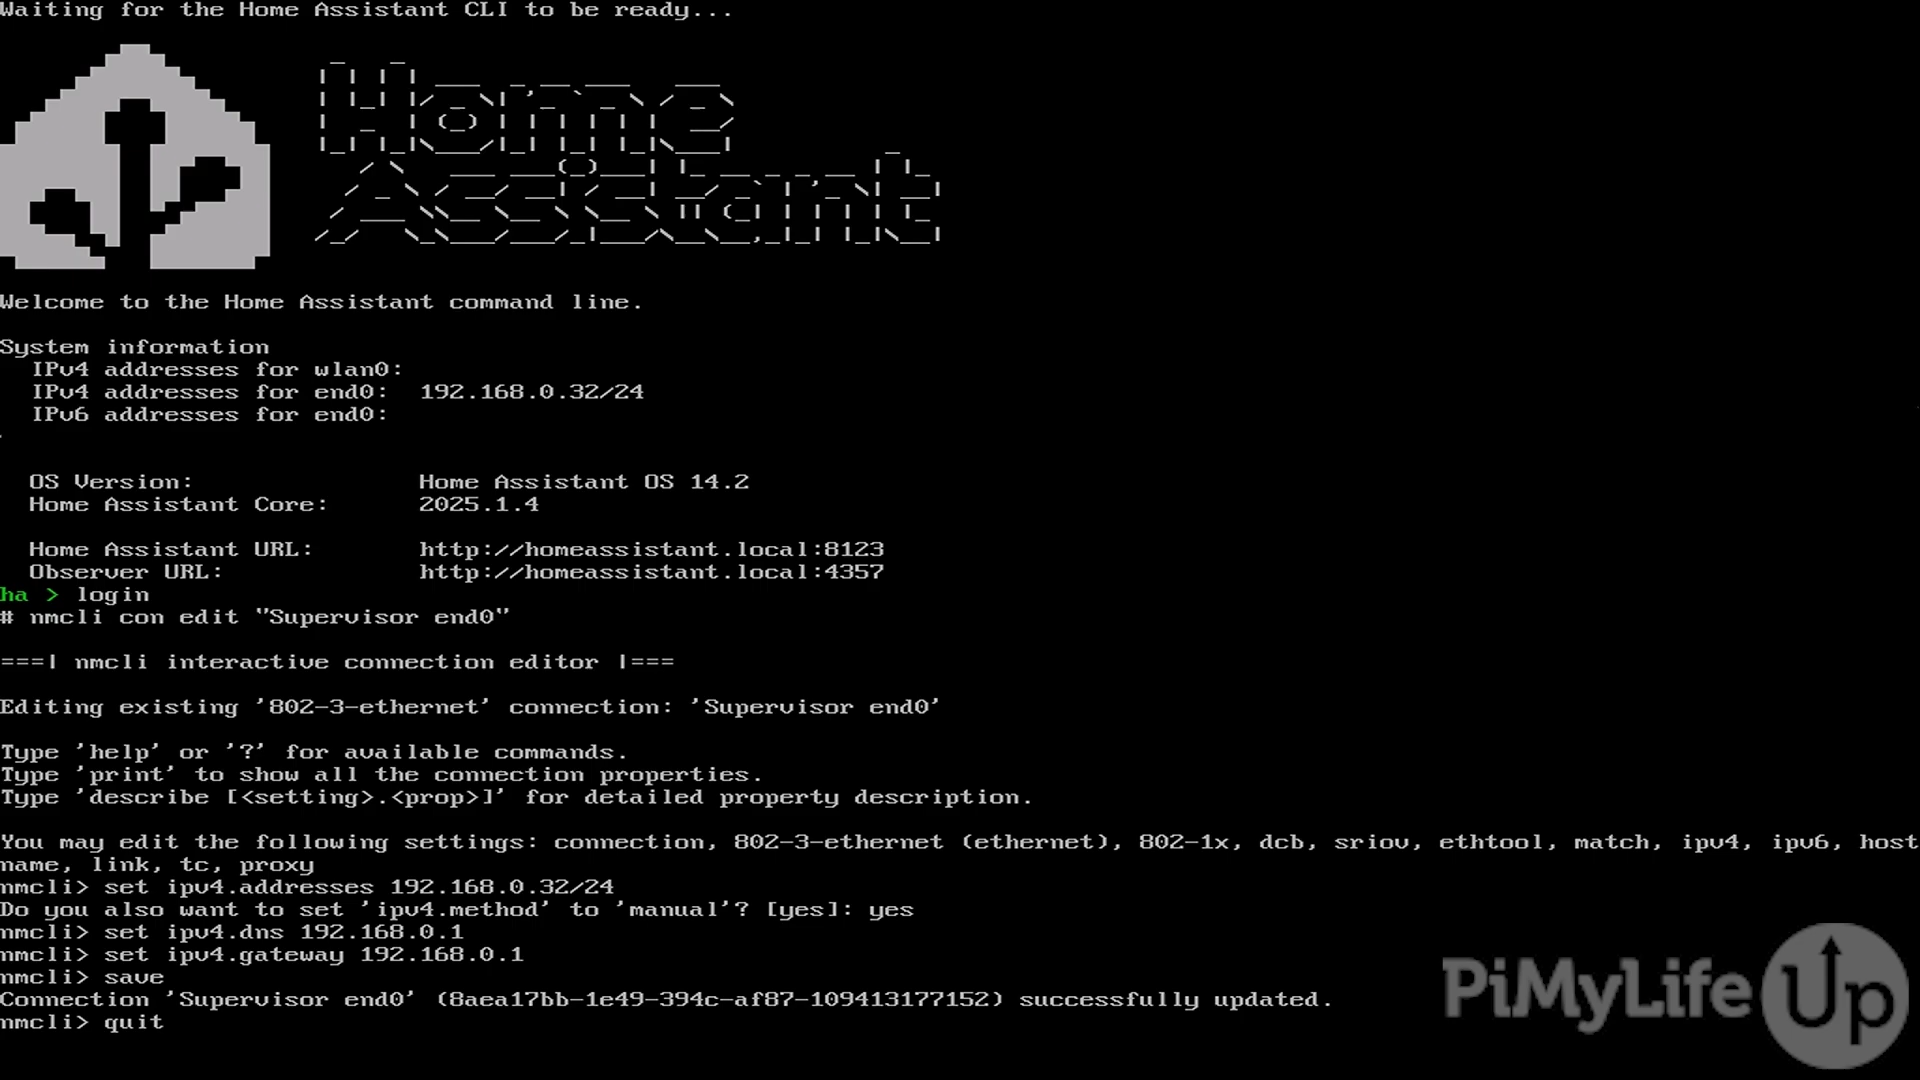 Waiting for the Home Assistant CLI to be ready...
Home
Assistant
Welcome to the Home Assistant command line.
System information
IPv4 addresses for wlan0:
IPv4 addresses for end0: 192.168.0.32/24
IPv6 addresses for end0:
OS Version: Home Assistant OS 14.2
Home Assistant Core: 2025.1.4
Home Assistant URL: http://homeassistant.local:8123
Observer URL: http://homeassistant.local:4357
ha > login
# nmcli con edit "Supervisor end0"
===| nmcli interactive connection editor |===
Editing existing '802-3-ethernet' connection: 'Supervisor end0'
Type 'help' or '?' for available commands.
Type 'print' to show all the connection properties.
Type 'describe [<setting>.<prop>]' for detailed property description.
You may edit the following settings: connection, 802-3-ethernet (ethernet), 802-1x, dcb, sriov, ethtool, match, ipv4, ipv6, host
name, link, tc, proxy
nmcli> set ipv4.addresses 192.168.0.32/24
Do you also want to set 'ipv4.method' to 'manual'? [yes]: yes
nmcli> set ipv4.dns 192.168.0.1
nmcli> set ipv4.gateway 192.168.0.1
nmcli> save
Connection 'Supervisor end0' (8aea17bb-1e49-394c-af87-109413177152) successfully updated.
nmcli> quit
PiMyLifeUp